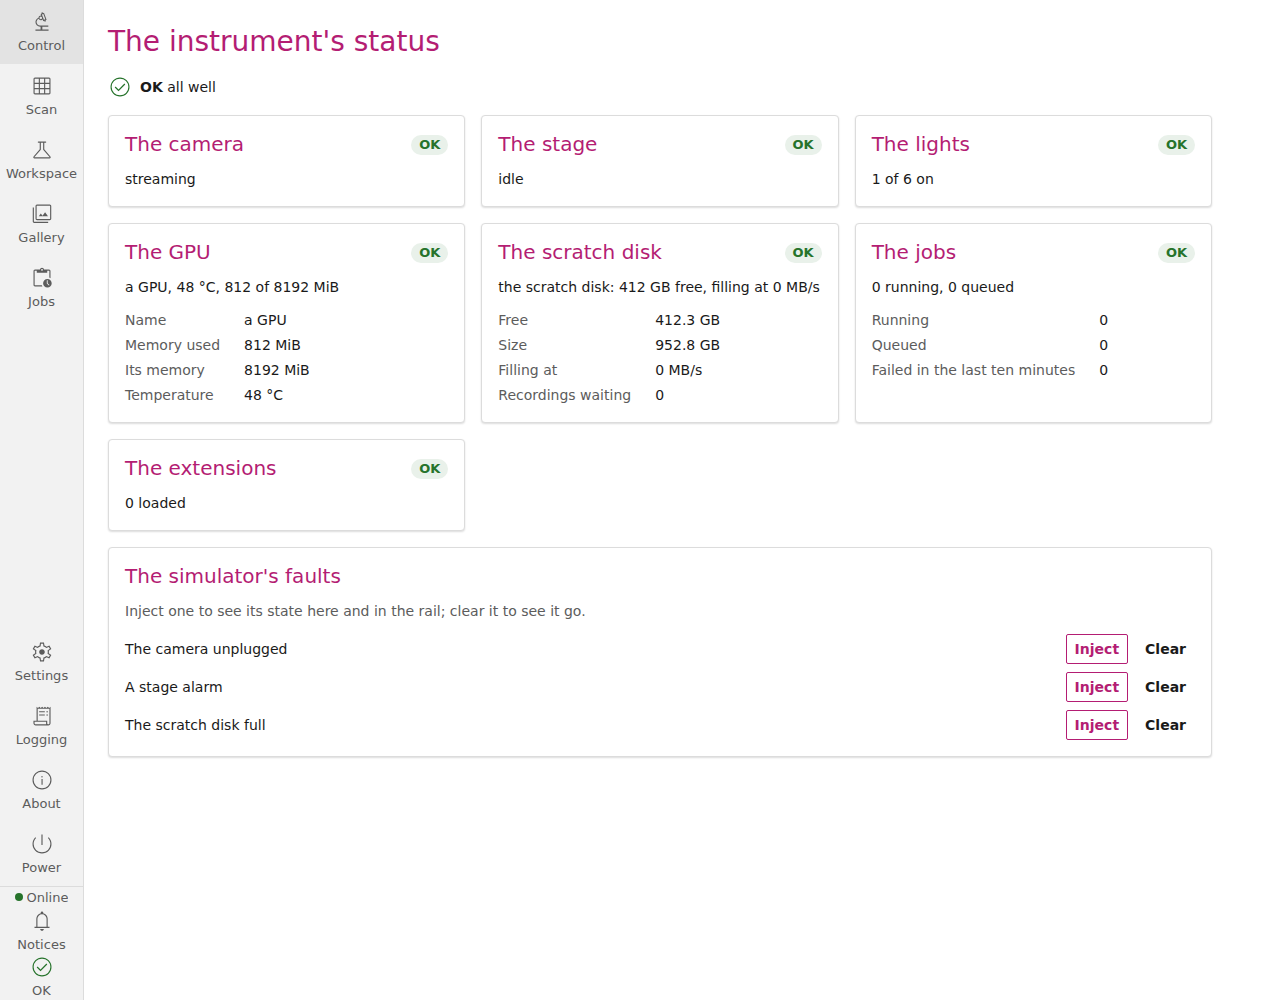 Control
Scan
Workspace
Gallery
Jobs
Settings
Logging
About
Power
Online
Notices
OK
The instrument's status
OK all well
The camera OK
streaming
The stage OK
idle
The lights OK
1 of 6 on
The GPU OK
a GPU, 48 °C, 812 of 8192 MiB
Name a GPU
Memory used 812 MiB
Its memory 8192 MiB
Temperature 48 °C
The scratch disk OK
the scratch disk: 412 GB free, filling at 0 MB/s
Free 412.3 GB
Size 952.8 GB
Filling at 0 MB/s
Recordings waiting 0
The jobs OK
0 running, 0 queued
Running 0
Queued 0
Failed in the last ten minutes 0
The extensions OK
0 loaded
The simulator's faults
Inject one to see its state here and in the rail; clear it to see it go.
The camera unplugged Inject Clear
A stage alarm Inject Clear
The scratch disk full Inject Clear